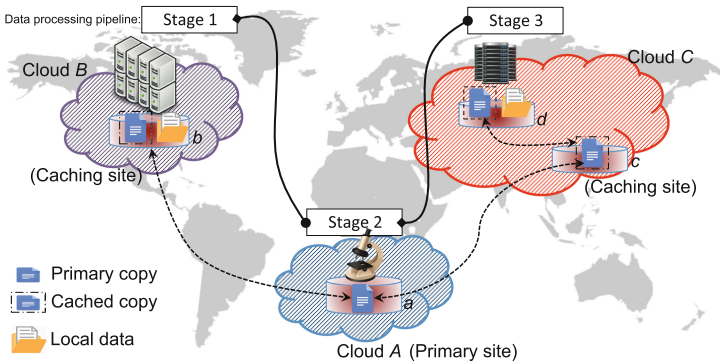 Data processing pipeline:
Stage 1
Stage 3
Cloud B
Cloud C
b
d
c
(Caching site)
(Caching site)
Stage 2
Primary copy
a
Cached copy
Local data
Cloud A (Primary site)